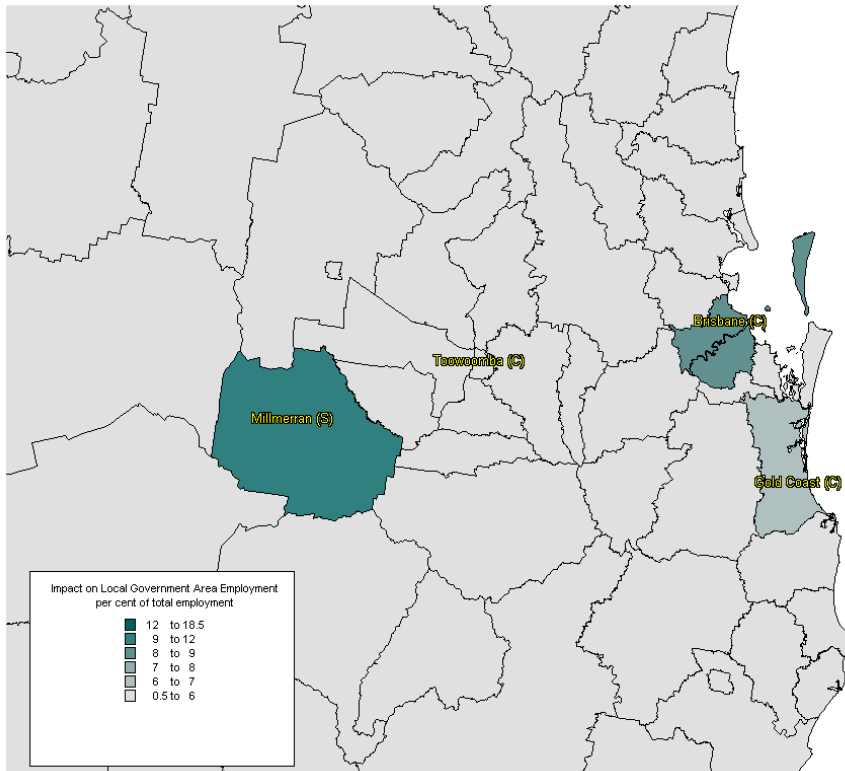 Brisbane (C)
Toowoomba (C)
Millmerran (S)
Gold Coast (C)
Impact on Local Government Area Employment
per cent of total employment
12 to 18.5
9 to 12
8 to 9
7 to 8
6 to 7
0.5 to 6